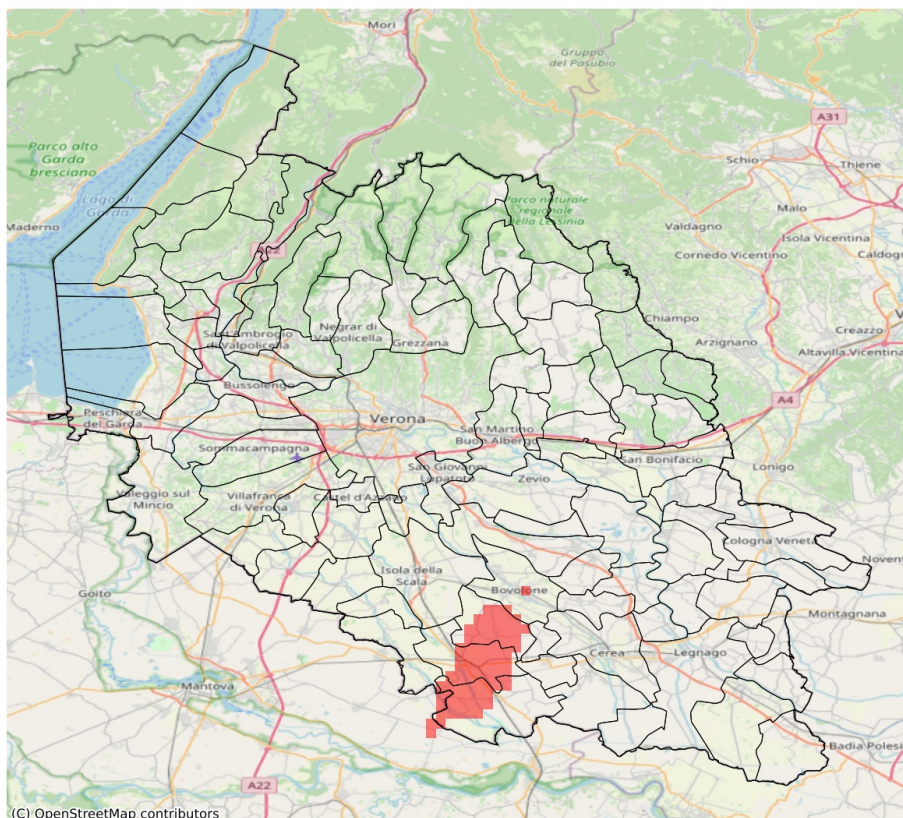 Mori
Gruppo
del Pasubio
A31
Parco alto
Garda
bresciano
Schio
Thiene
Lago di
Garda
Parco naturale
regionale
della Lessinia
Malo
Maderno
Valdagno
Isola Vicentina
A22
Cornedo Vicentino
Caldogn
Sant'Ambrogio
di Valpolicella
Negrar di
Valpolicella
Grezzana
Chiampo
Arzignano
Creazzo
Altavilla Vicentina
Bussolengo
A4
Peschiera
del Garda
Verona
San Martino
Buon Albergo
Sommacampagna
San Bonifacio
Lonigo
San Giovanni
Lupatoto
Zevio
Valeggio sul
Mincio
Villafranca
di Verona
Castel d'Azzano
Cologna Veneta
Novent
Isola della
Scala
Bovolone
Goito
Montagnana
Cerea
Legnago
Mantova
Badia Polesi
A22
(C) OpenStreetMap contributors